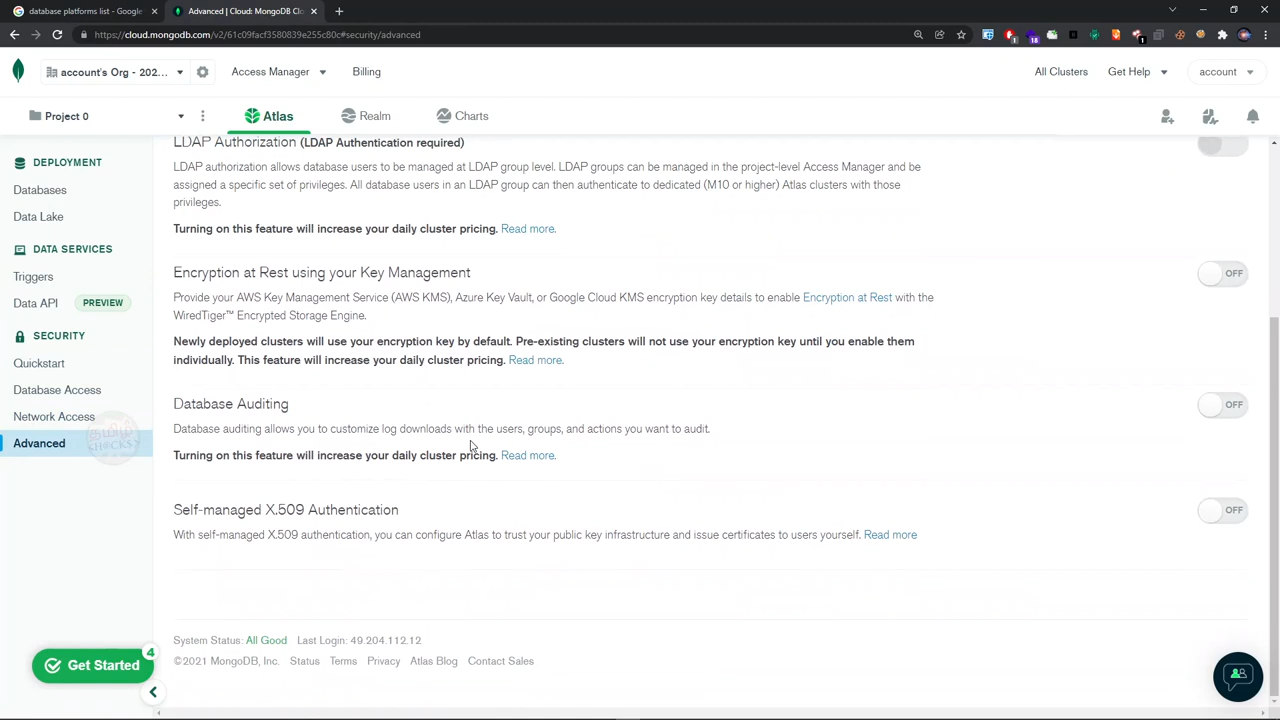 database platforms list - Google
Advanced | Cloud: MongoDB Clo
https://cloud.mongodb.com/v2/61c09facf3580839e255c80c#security/advanced
account's Org - 202...
Access Manager
Billing
All Clusters
Get Help
account
Project 0
Atlas
Realm
Charts
DEPLOYMENT
Databases
Data Lake
DATA SERVICES
Triggers
Data API PREVIEW
SECURITY
Quickstart
Database Access
Network Access
Advanced
தமிழ்
HACKS
LDAP Authorization (LDAP Authentication required)
LDAP authorization allows database users to be managed at LDAP group level. LDAP groups can be managed in the project-level Access Manager and be
assigned a specific set of privileges. All database users in an LDAP group can then authenticate to dedicated (M10 or higher) Atlas clusters with those
privileges.
Turning on this feature will increase your daily cluster pricing. Read more.
Encryption at Rest using your Key Management
OFF
Provide your AWS Key Management Service (AWS KMS), Azure Key Vault, or Google Cloud KMS encryption key details to enable Encryption at Rest with the
WiredTiger™ Encrypted Storage Engine.
Newly deployed clusters will use your encryption key by default. Pre-existing clusters will not use your encryption key until you enable them
individually. This feature will increase your daily cluster pricing. Read more.
Database Auditing
OFF
Database auditing allows you to customize log downloads with the users, groups, and actions you want to audit.
Turning on this feature will increase your daily cluster pricing. Read more.
Self-managed X.509 Authentication
OFF
With self-managed X.509 authentication, you can configure Atlas to trust your public key infrastructure and issue certificates to users yourself. Read more
System Status: All Good Last Login: 49.204.112.12
©2021 MongoDB, Inc. Status Terms Privacy Atlas Blog Contact Sales
Get Started
4